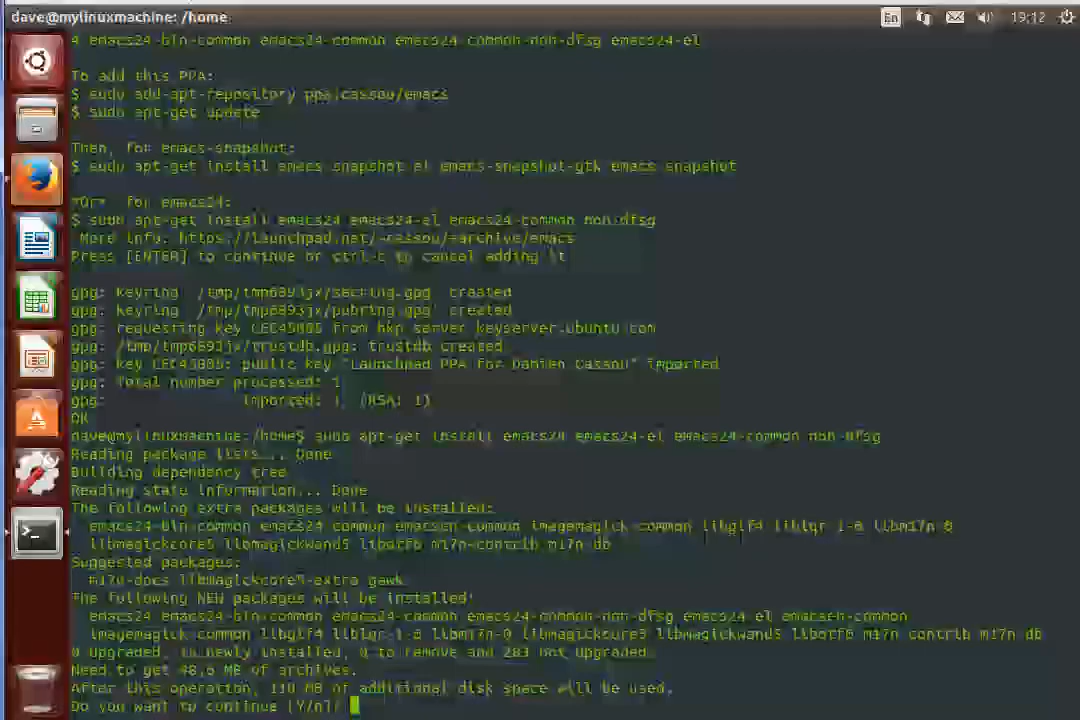 dave@mylinuxmachine: /home
19:12
4 emacs24-bin-common emacs24-common emacs24-common-non-dfsg emacs24-el
To add this PPA:
$ sudo add-apt-repository ppa:cassou/emacs
$ sudo apt-get update
Then, for emacs-snapshot:
$ sudo apt-get install emacs-snapshot-el emacs-snapshot-gtk emacs-snapshot
*Or*, for emacs24:
$ sudo apt-get install emacs24 emacs24-el emacs24-common-non-dfsg
More info: https://launchpad.net/~cassou/+archive/emacs
Press [ENTER] to continue or ctrl-c to cancel adding it
gpg: keyring `/tmp/tmp6893jx/secring.gpg' created
gpg: keyring `/tmp/tmp6893jx/pubring.gpg' created
gpg: requesting key CEC45805 from hkp server keyserver.ubuntu.com
gpg: /tmp/tmp6893jx/trustdb.gpg: trustdb created
gpg: key CEC45805: public key "Launchpad PPA for Damien Cassou" imported
gpg: Total number processed: 1
gpg: imported: 1 (RSA: 1)
OK
dave@mylinuxmachine:/home$ sudo apt-get install emacs24 emacs24-el emacs24-common-non-dfsg
Reading package lists... Done
Building dependency tree
Reading state information... Done
The following extra packages will be installed:
emacs24-bin-common emacs24-common emacsen-common imagemagick-common libgif4 liblqr-1-0 libm17n-0
libmagickcore5 libmagickwand5 libotf0 m17n-contrib m17n-db
Suggested packages:
m17n-docs libmagickcore5-extra gawk
The following NEW packages will be installed:
emacs24 emacs24-bin-common emacs24-common emacs24-common-non-dfsg emacs24-el emacsen-common
imagemagick-common libgif4 liblqr-1-0 libm17n-0 libmagickcore5 libmagickwand5 libotf0 m17n-contrib m17n-db
0 upgraded, newly installed, 0 to remove and 203 not upgraded.
Need to get 48.6 MB of archives.
After this operation, 110 MB of additional disk space will be used.
Do you want to continue [Y/n]?